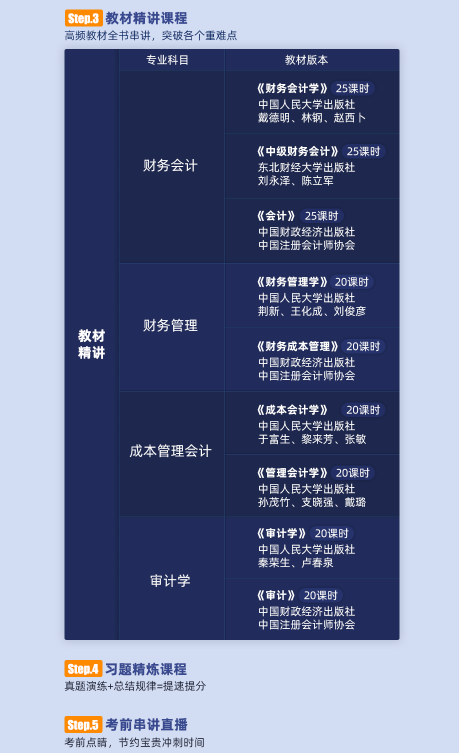 Step.3 教材精讲课程
高频教材全书串讲，突破各个重难点
专业科目 教材版本
教材
精讲
财务会计
《财务会计学》 25课时
中国人民大学出版社
戴德明、林钢、赵西卜
《中级财务会计》 25课时
东北财经大学出版社
刘永泽、陈立军
《会计》 25课时
中国财政经济出版社
中国注册会计师协会
财务管理
《财务管理学》 20课时
中国人民大学出版社
荆新、王化成、刘俊彦
《财务成本管理》 20课时
中国财政经济出版社
中国注册会计师协会
成本管理会计
《成本会计学》 20课时
中国人民大学出版社
于富生、黎来芳、张敏
《管理会计学》 20课时
中国人民大学出版社
孙茂竹、支晓强、戴璐
审计学
《审计学》 20课时
中国人民大学出版社
秦荣生、卢春泉
《审计》 20课时
中国财政经济出版社
中国注册会计师协会
Step.4 习题精炼课程
真题演练+总结规律=提速提分
Step.5 考前串讲直播
考前点睛，节约宝贵冲刺时间